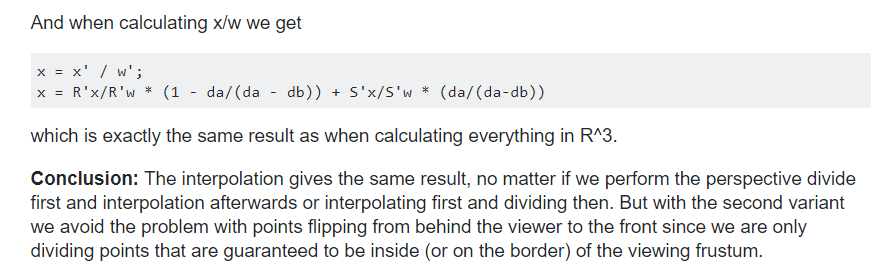 And when calculating x/w we get
x = x' / w';
x = R'x/R'w * (1 - da/(da - db)) + S'x/S'w * (da/(da-db))
which is exactly the same result as when calculating everything in R^3.
Conclusion: The interpolation gives the same result, no matter if we perform the perspective divide
first and interpolation afterwards or interpolating first and dividing then. But with the second variant
we avoid the problem with points flipping from behind the viewer to the front since we are only
dividing points that are guaranteed to be inside (or on the border) of the viewing frustum.